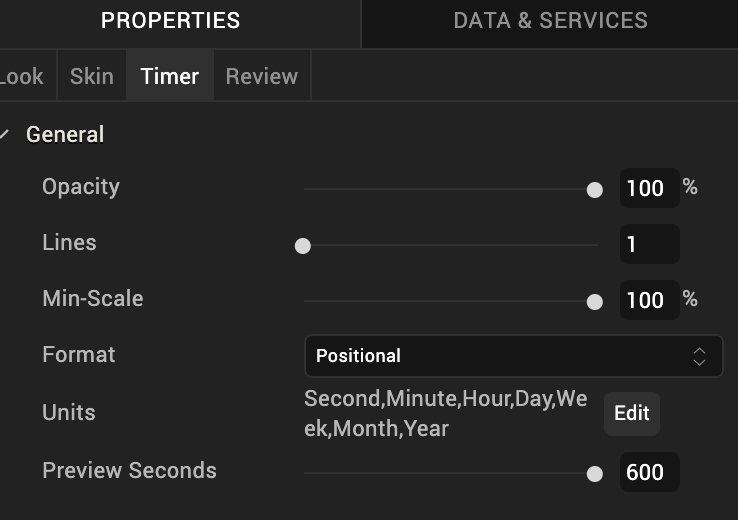 PROPERTIES DATA & SERVICES
Look Skin Timer Review
General
Opacity 100 %
Lines 1
Min-Scale 100 %
Format Positional
Units Second,Minute,Hour,Day,We
ek,Month,Year Edit
Preview Seconds 600